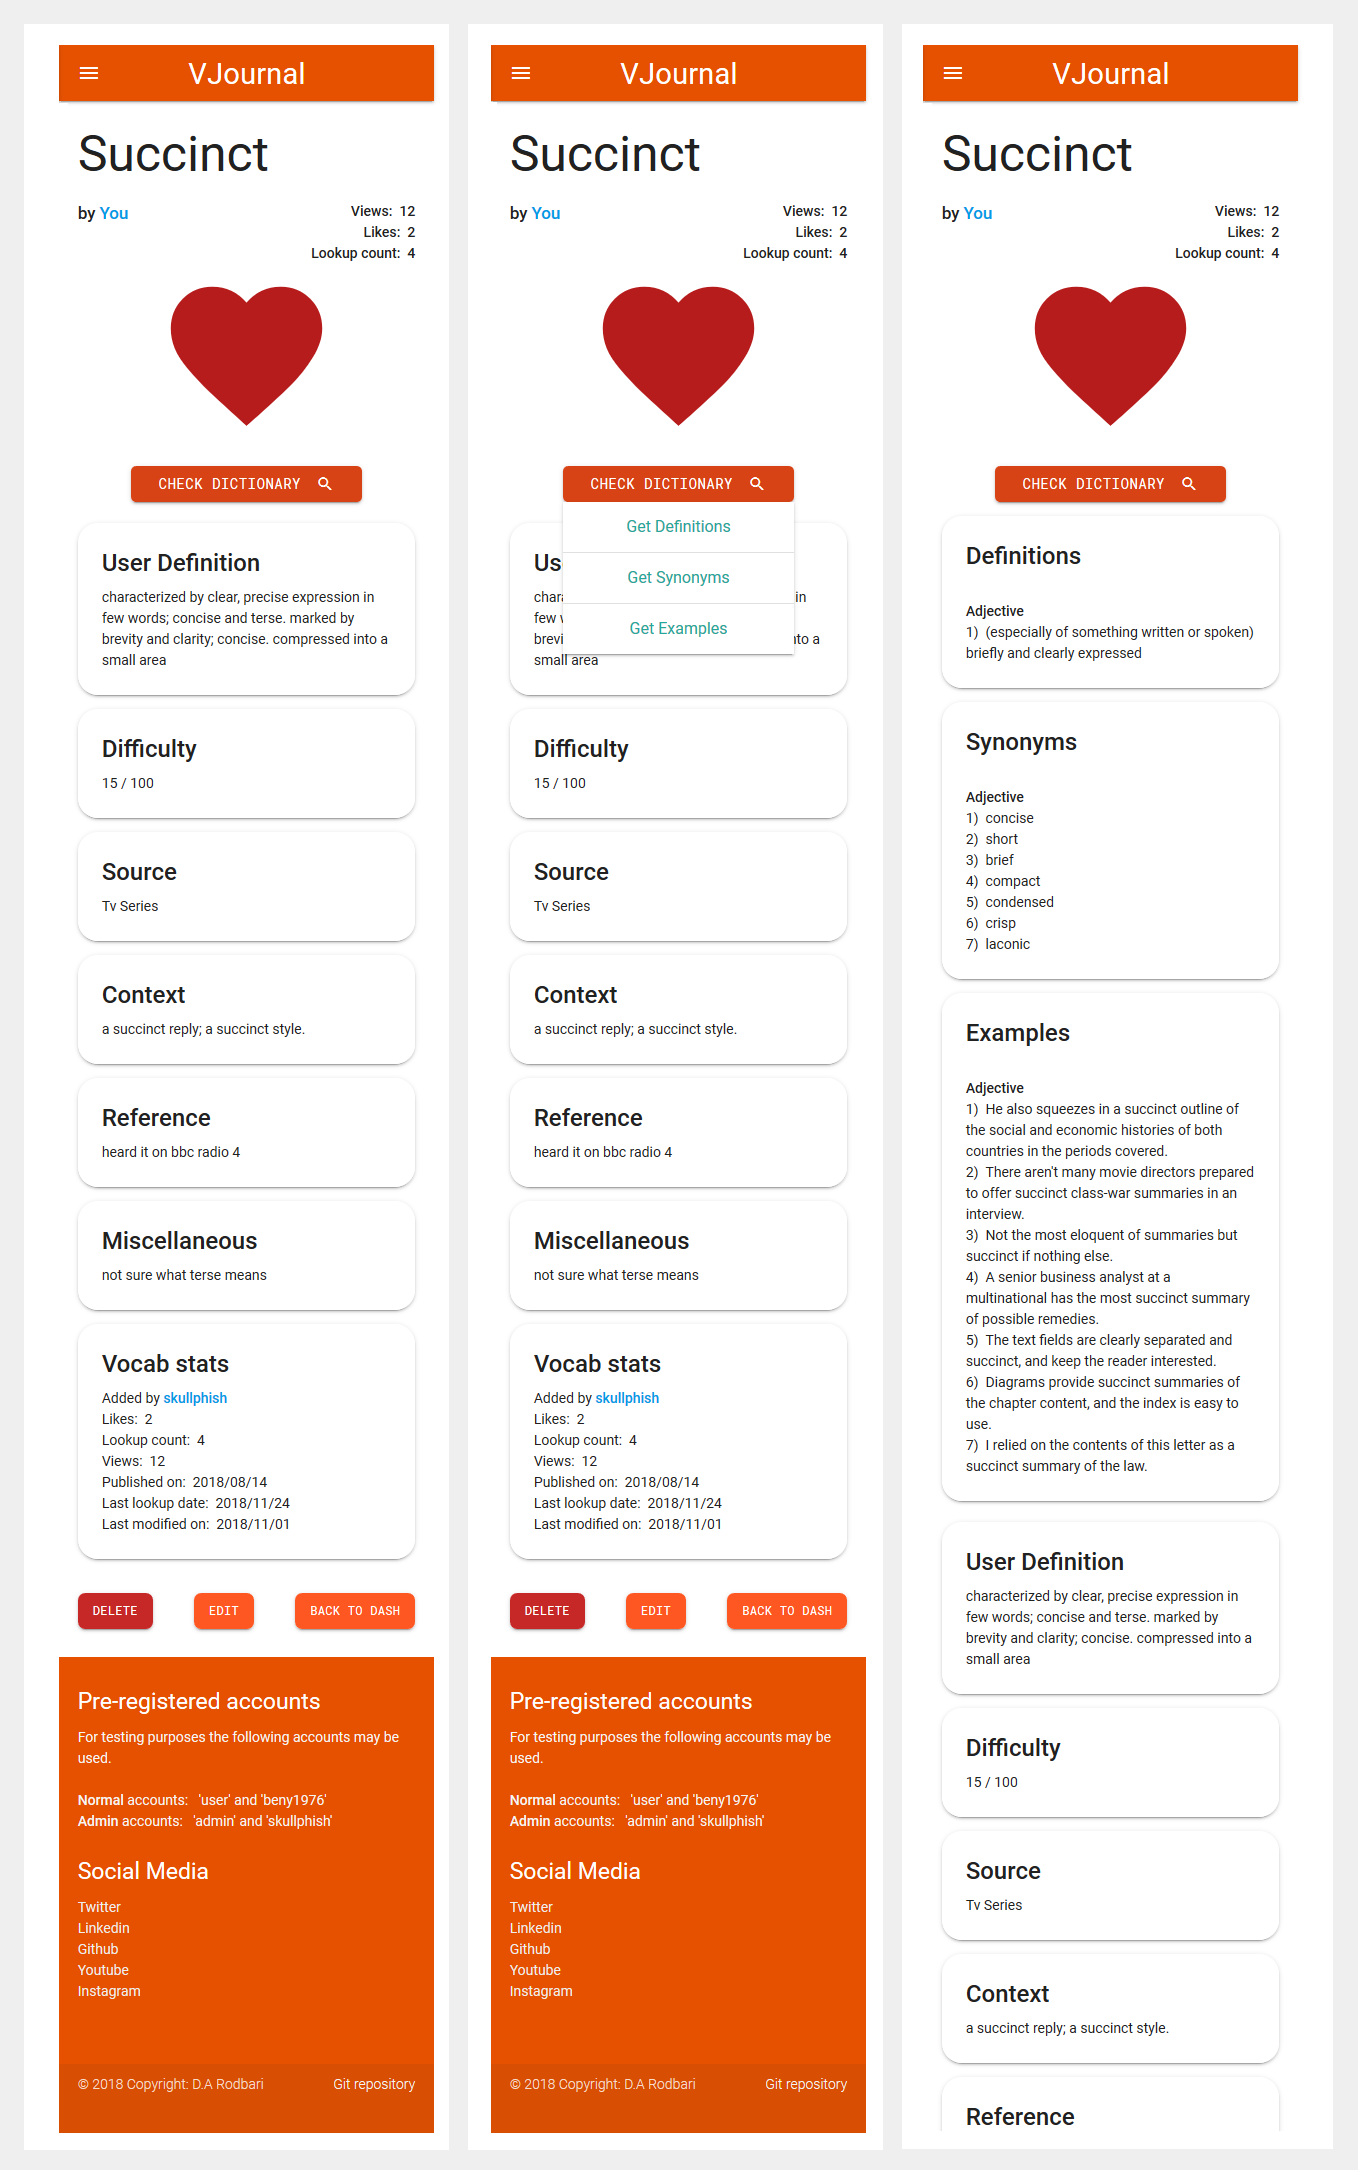 VJournal
Succinct
by You
Views: 12
Likes: 2
Lookup count: 4
CHECK DICTIONARY
User Definition
characterized by clear, precise expression in
few words; concise and terse. marked by
brevity and clarity; concise. compressed into a
small area
Difficulty
15 / 100
Source
Tv Series
Context
a succinct reply; a succinct style.
Reference
heard it on bbc radio 4
Miscellaneous
not sure what terse means
Vocab stats
Added by skullphish
Likes: 2
Lookup count: 4
Views: 12
Published on: 2018/08/14
Last lookup date: 2018/11/24
Last modified on: 2018/11/01
DELETE EDIT BACK TO DASH
Pre-registered accounts
For testing purposes the following accounts may be
used.
Normal accounts: 'user' and 'beny1976'
Admin accounts: 'admin' and 'skullphish'
Social Media
Twitter
Linkedin
Github
Youtube
Instagram
© 2018 Copyright: D.A Rodbari Git repository
VJournal
Succinct
by You
Views: 12
Likes: 2
Lookup count: 4
CHECK DICTIONARY
Get Definitions
Get Synonyms
Get Examples
small area
Difficulty
15 / 100
Source
Tv Series
Context
a succinct reply; a succinct style.
Reference
heard it on bbc radio 4
Miscellaneous
not sure what terse means
Vocab stats
Added by skullphish
Likes: 2
Lookup count: 4
Views: 12
Published on: 2018/08/14
Last lookup date: 2018/11/24
Last modified on: 2018/11/01
DELETE EDIT BACK TO DASH
Pre-registered accounts
For testing purposes the following accounts may be
used.
Normal accounts: 'user' and 'beny1976'
Admin accounts: 'admin' and 'skullphish'
Social Media
Twitter
Linkedin
Github
Youtube
Instagram
© 2018 Copyright: D.A Rodbari Git repository
VJournal
Succinct
by You
Views: 12
Likes: 2
Lookup count: 4
CHECK DICTIONARY
Definitions
Adjective
1) (especially of something written or spoken)
briefly and clearly expressed
Synonyms
Adjective
1) concise
2) short
3) brief
4) compact
5) condensed
6) crisp
7) laconic
Examples
Adjective
1) He also squeezes in a succinct outline of
the social and economic histories of both
countries in the periods covered.
2) There aren't many movie directors prepared
to offer succinct class-war summaries in an
interview.
3) Not the most eloquent of summaries but
succinct if nothing else.
4) A senior business analyst at a
multinational has the most succinct summary
of possible remedies.
5) The text fields are clearly separated and
succinct, and keep the reader interested.
6) Diagrams provide succinct summaries of
the chapter content, and the index is easy to
use.
7) I relied on the contents of this letter as a
succinct summary of the law.
User Definition
characterized by clear, precise expression in
few words; concise and terse. marked by
brevity and clarity; concise. compressed into a
small area
Difficulty
15 / 100
Source
Tv Series
Context
a succinct reply; a succinct style.
Reference